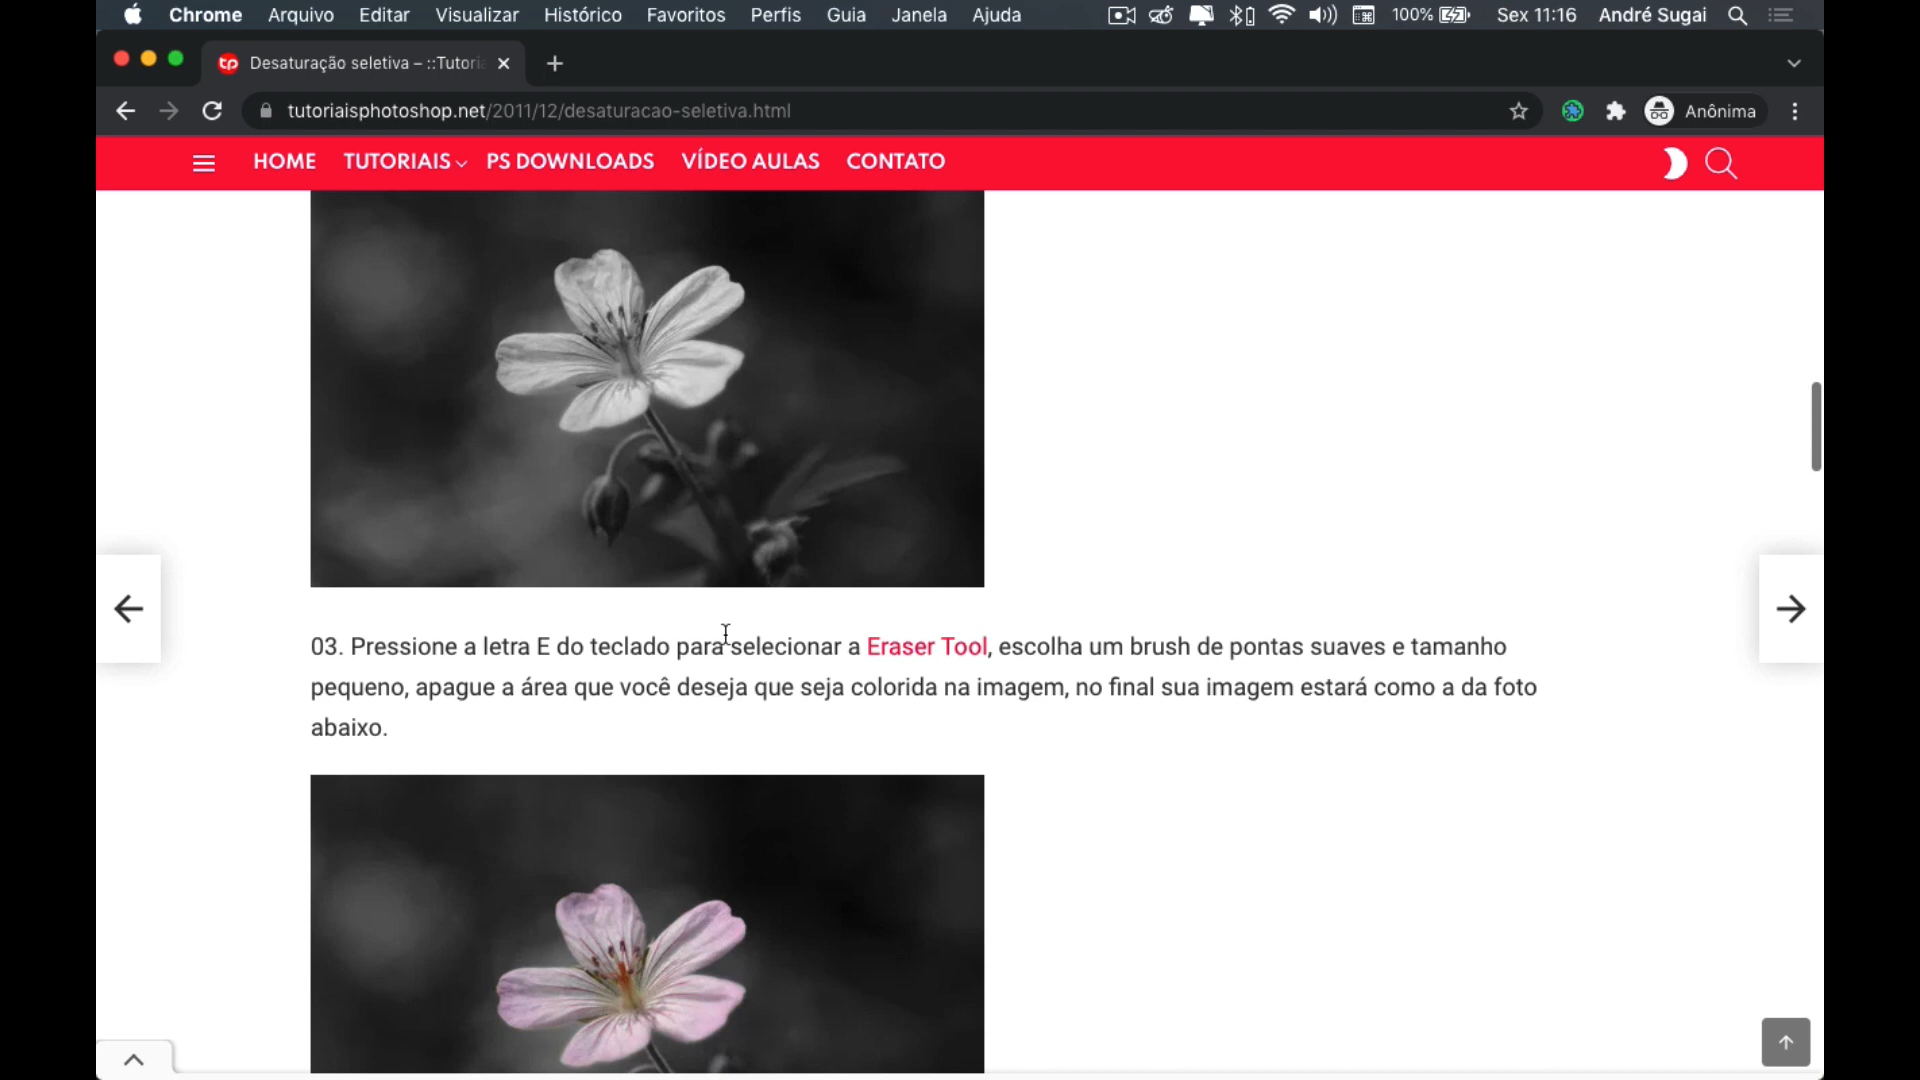 Chrome Arquivo Editar Visualizar Histórico Favoritos Perfis Guia Janela Ajuda 100% Sex 11:16 André Sugai
tp Desaturação seletiva – ::Tutoria
tutoriaisphotoshop.net/2011/12/desaturacao-seletiva.html Anônima
HOME TUTORIAIS PS DOWNLOADS VÍDEO AULAS CONTATO
03. Pressione a letra E do teclado para selecionar a Eraser Tool, escolha um brush de pontas suaves e tamanho
pequeno, apague a área que você deseja que seja colorida na imagem, no final sua imagem estará como a da foto
abaixo.